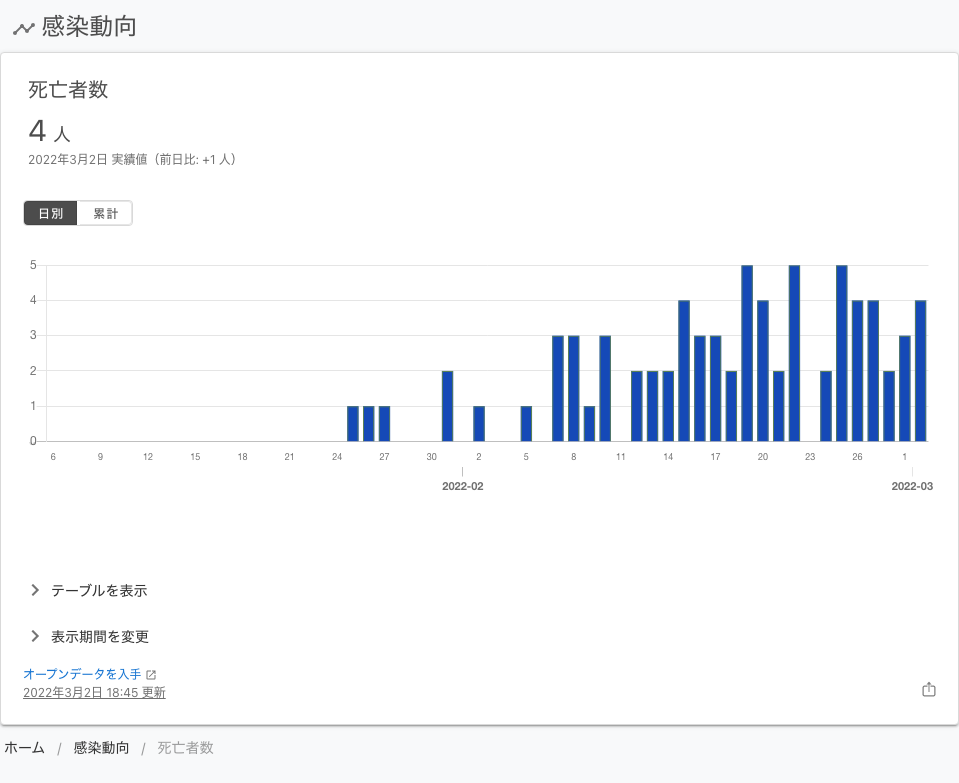 感染動向
死亡者数
4 人
2022年3月2日 実績値（前日比: +1 人）
日別 累計
5
4
3
2
1
0
6 9 12 15 18 21 24 27 30 2 5 8 11 14 17 20 23 26 1
2022-02 2022-03
テーブルを表示
表示期間を変更
オープンデータを入手
2022年3月2日 18:45 更新
ホーム / 感染動向 / 死亡者数